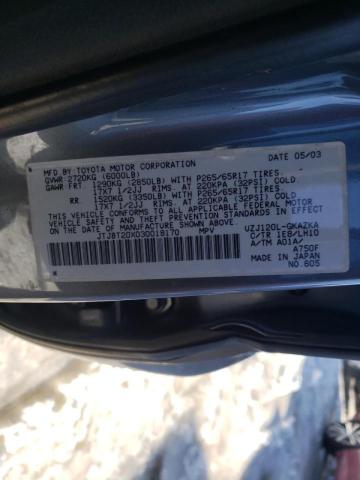 MFD BY TOYOTA MOTOR CORPORATION DATE 05/03
GVWR 2720KG (6000LB)
GAWR FRT. 1290KG (2850LB) WITH P265/65R17 TIRES
17X7 1/2JJ RIMS, AT 220KPA (32PSI) COLD
RR 1520KG (3350LB) WITH P265/65R17 TIRES
17X7 1/2JJ RIMS, AT 220KPA (32PSI) COLD
THIS VEHICLE CONFORMS TO ALL APPLICABLE FEDERAL MOTOR
VEHICLE SAFETY AND THEFT PREVENTION STANDARDS IN EFFECT
ON THE DATE OF MANUFACTURE SHOWN ABOVE.
JTJBT20X030018170 MPV UZJ120L-GKAZKA
C/TR 1E8/LH10
A/TM A01A/
A750F
MADE IN JAPAN
NO.605